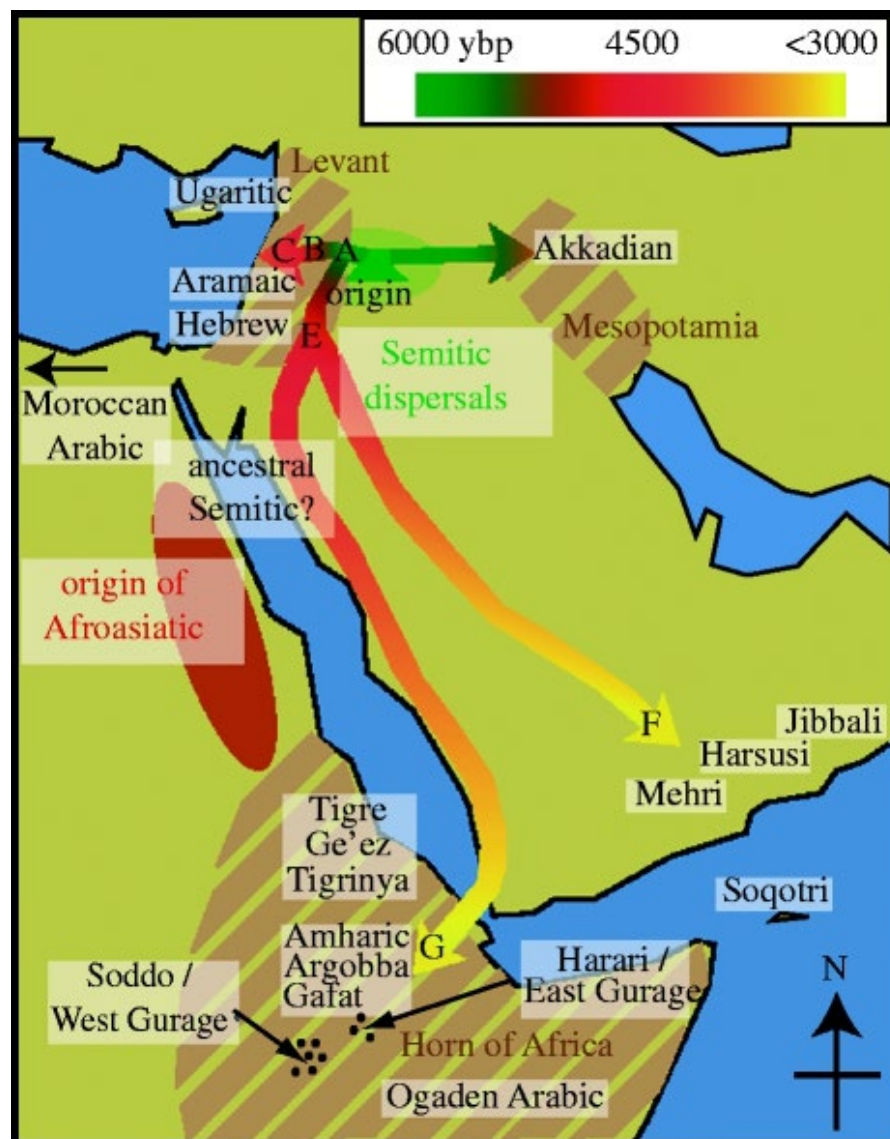 6000 ybp 4500 <3000
Levant
Ugaritic
C B A
Akkadian
Aramaic
origin
Hebrew
E
Mesopotamia
Semitic
dispersals
Moroccan
Arabic
ancestral
Semitic?
origin of
Afroasiatic
F
Jibbali
Harsusi
Mehri
Tigre
Ge'ez
Tigrinya
Soqotri
Amharic
Argobba
Gafat
G
Soddo /
West Gurage
Harari /
East Gurage
N
Horn of Africa
Ogaden Arabic